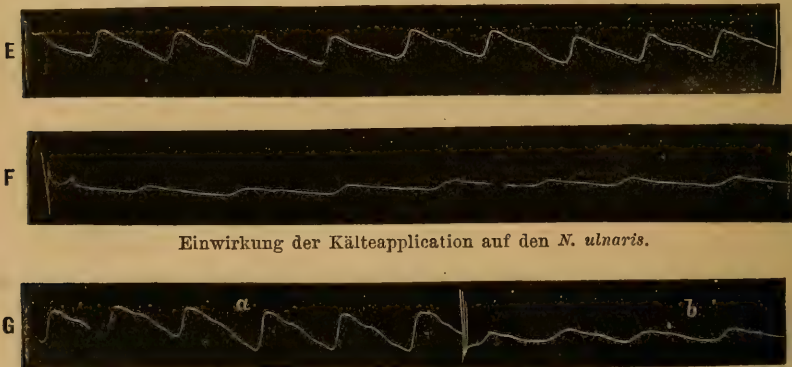 E
F
Einwirkung der Kälteapplication auf den N. ulnaris.
G a b